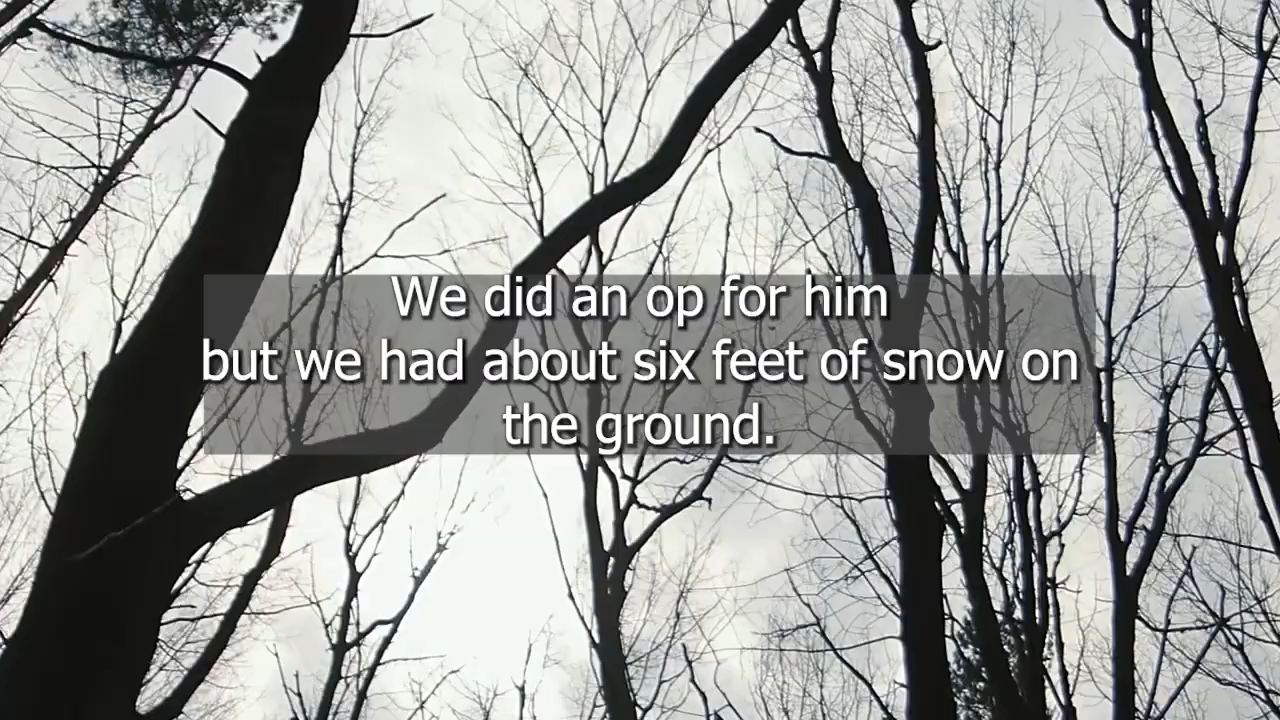 We did an op for him
but we had about six feet of snow on
the ground.